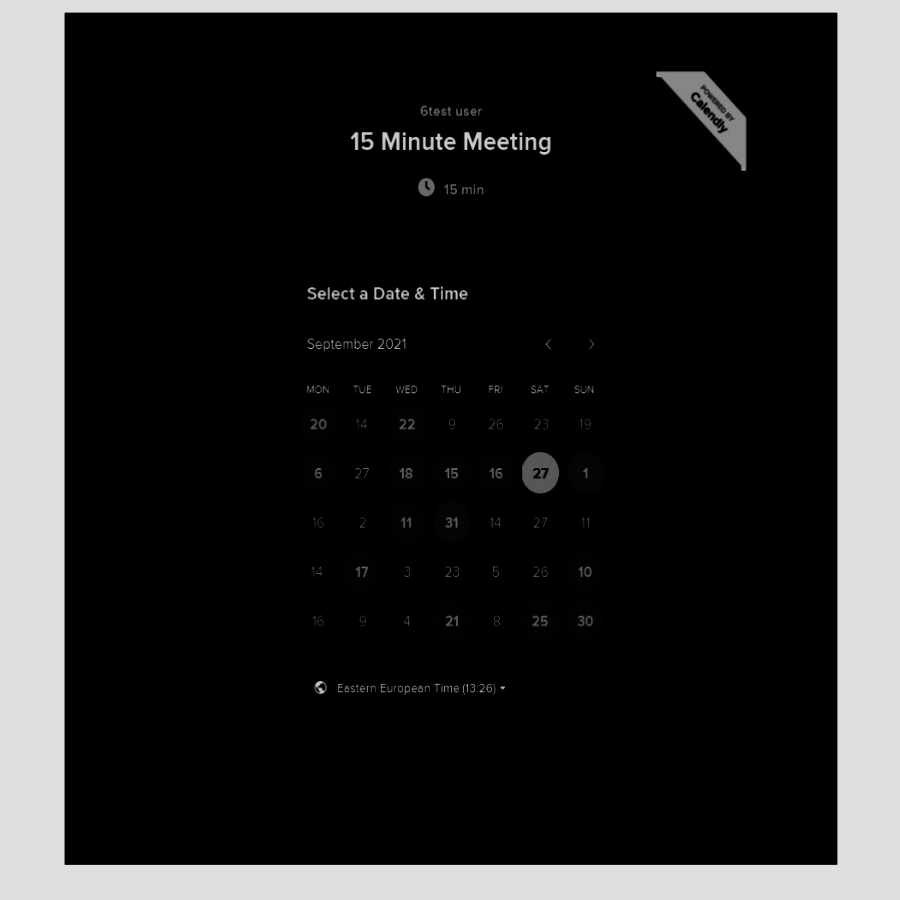 POWERED BY
Calendly
6test user
15 Minute Meeting
15 min
Select a Date & Time
September 2021
MON TUE WED THU FRI SAT SUN
20 14 22 9 26 23 19
6 27 18 15 16 27 1
16 2 11 31 14 27 11
14 17 3 23 5 26 10
16 9 4 21 8 25 30
Eastern European Time (13:26)